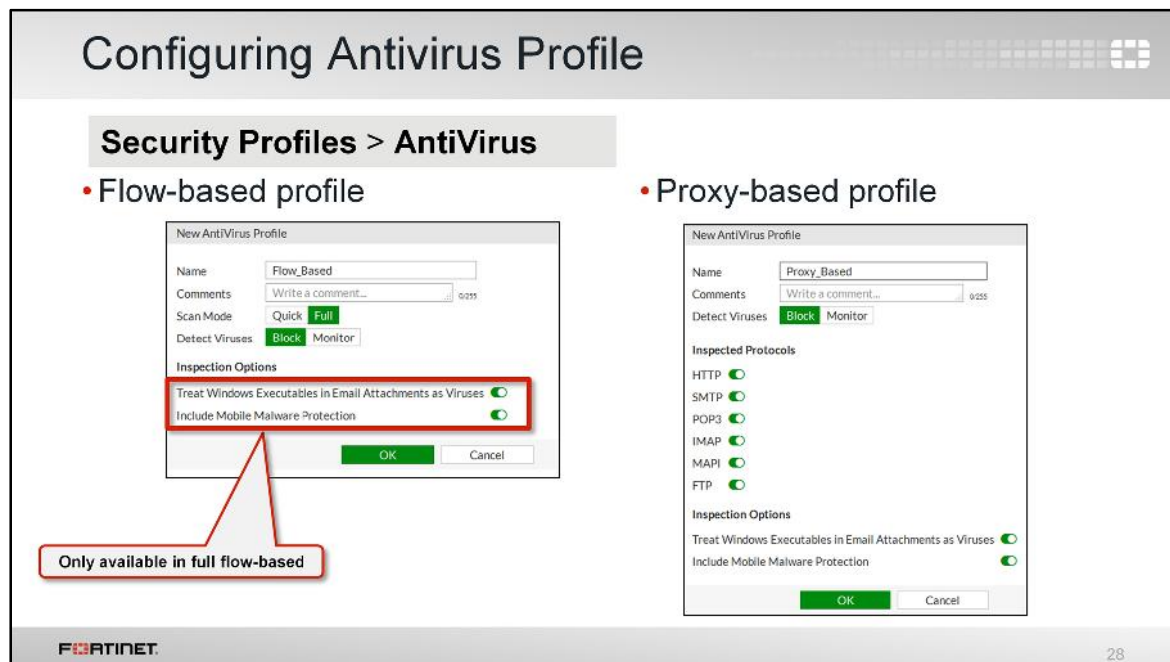 Configuring Antivirus Profile
Security Profiles > AntiVirus
• Flow-based profile
New AntiVirus Profile
Name Flow_Based
Comments Write a comment... 0/255
Scan Mode Quick Full
Detect Viruses Block Monitor
Inspection Options
Treat Windows Executables in Email Attachments as Viruses
Include Mobile Malware Protection
OK Cancel
Only available in full flow-based
• Proxy-based profile
New AntiVirus Profile
Name Proxy_Based
Comments Write a comment... 0/255
Detect Viruses Block Monitor
Inspected Protocols
HTTP
SMTP
POP3
IMAP
MAPI
FTP
Inspection Options
Treat Windows Executables in Email Attachments as Viruses
Include Mobile Malware Protection
OK Cancel
FORTINET
28